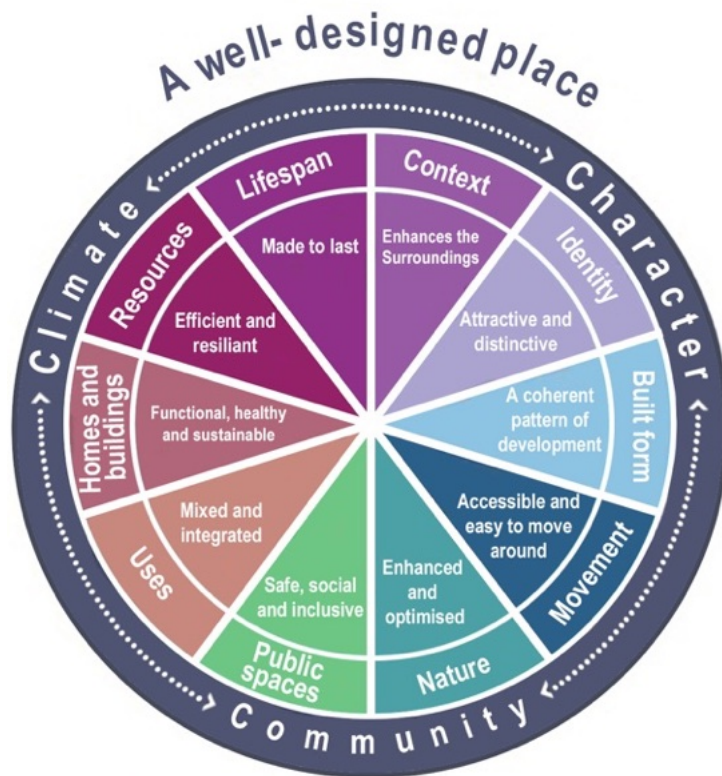 A well- designed place
Climate
Character
Community
Context
Enhances the
Surroundings
Identity
Attractive and
distinctive
Built form
A coherent
pattern of
development
Movement
Accessible and
easy to move
around
Nature
Enhanced
and
optimised
Public
spaces
Safe, social
and inclusive
Uses
Mixed and
integrated
Homes and
buildings
Functional, healthy
and sustainable
Resources
Efficient and
resiliant
Lifespan
Made to last